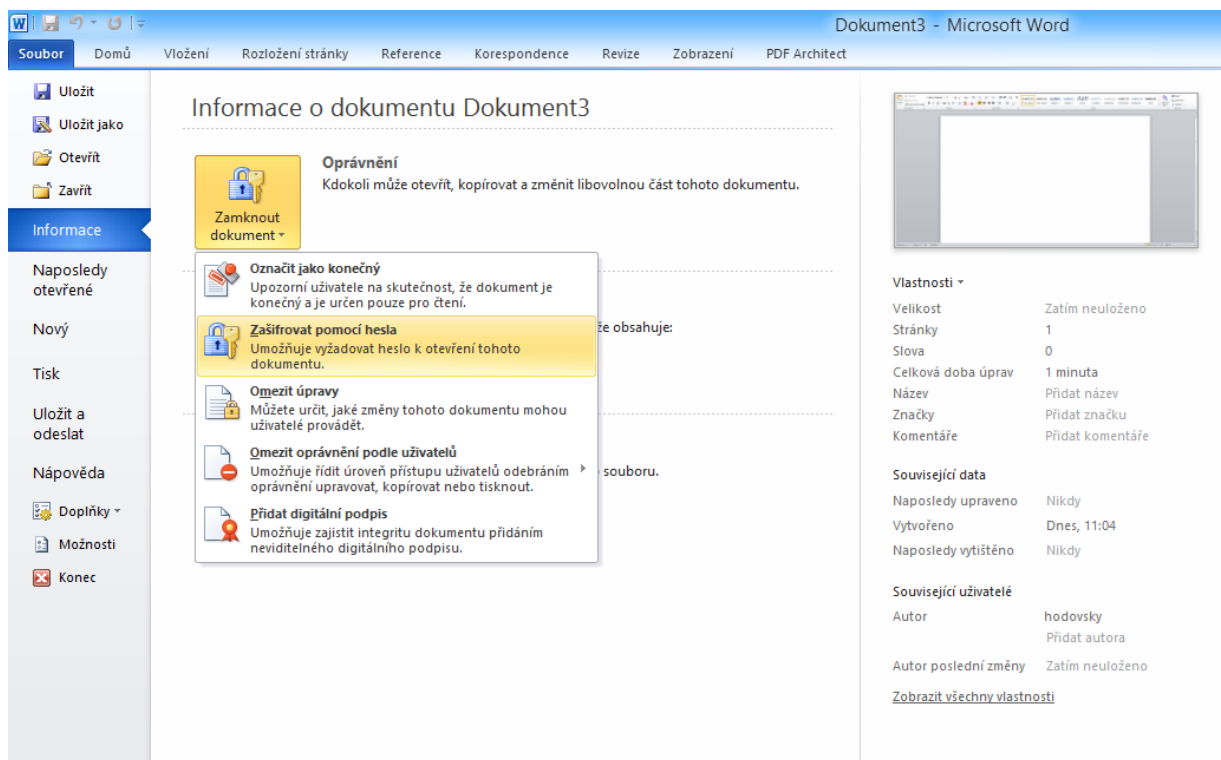 Dokument3 - Microsoft Word
Soubor Domů Vložení Rozložení stránky Reference Korespondence Revize Zobrazení PDF Architect
Uložit
Uložit jako
Otevřít
Zavřít
Informace
Naposledy
otevřené
Nový
Tisk
Uložit a
odeslat
Nápověda
Doplňky
Možnosti
Konec
Informace o dokumentu Dokument3
Zamknout
dokument
Oprávnění
Kdokoli může otevřít, kopírovat a změnit libovolnou část tohoto dokumentu.
Označit jako konečný
Upozorní uživatele na skutečnost, že dokument je
konečný a je určen pouze pro čtení.
Zašifrovat pomocí hesla
Umožňuje vyžadovat heslo k otevření tohoto
dokumentu.
Omezit úpravy
Můžete určit, jaké změny tohoto dokumentu mohou
uživatelé provádět.
Omezit oprávnění podle uživatelů
Umožňuje řídit úroveň přístupu uživatelů odebráním
oprávnění upravovat, kopírovat nebo tisknout.
Přidat digitální podpis
Umožňuje zajistit integritu dokumentu přidáním
neviditelného digitálního podpisu.
že obsahuje:
souboru.
Vlastnosti
Velikost Zatím neuloženo
Stránky 1
Slova 0
Celková doba úprav 1 minuta
Název Přidat název
Značky Přidat značku
Komentáře Přidat komentáře
Související data
Naposledy upraveno Nikdy
Vytvořeno Dnes, 11:04
Naposledy vytištěno Nikdy
Související uživatelé
Autor hodovsky
Přidat autora
Autor poslední změny Zatím neuloženo
Zobrazit všechny vlastnosti